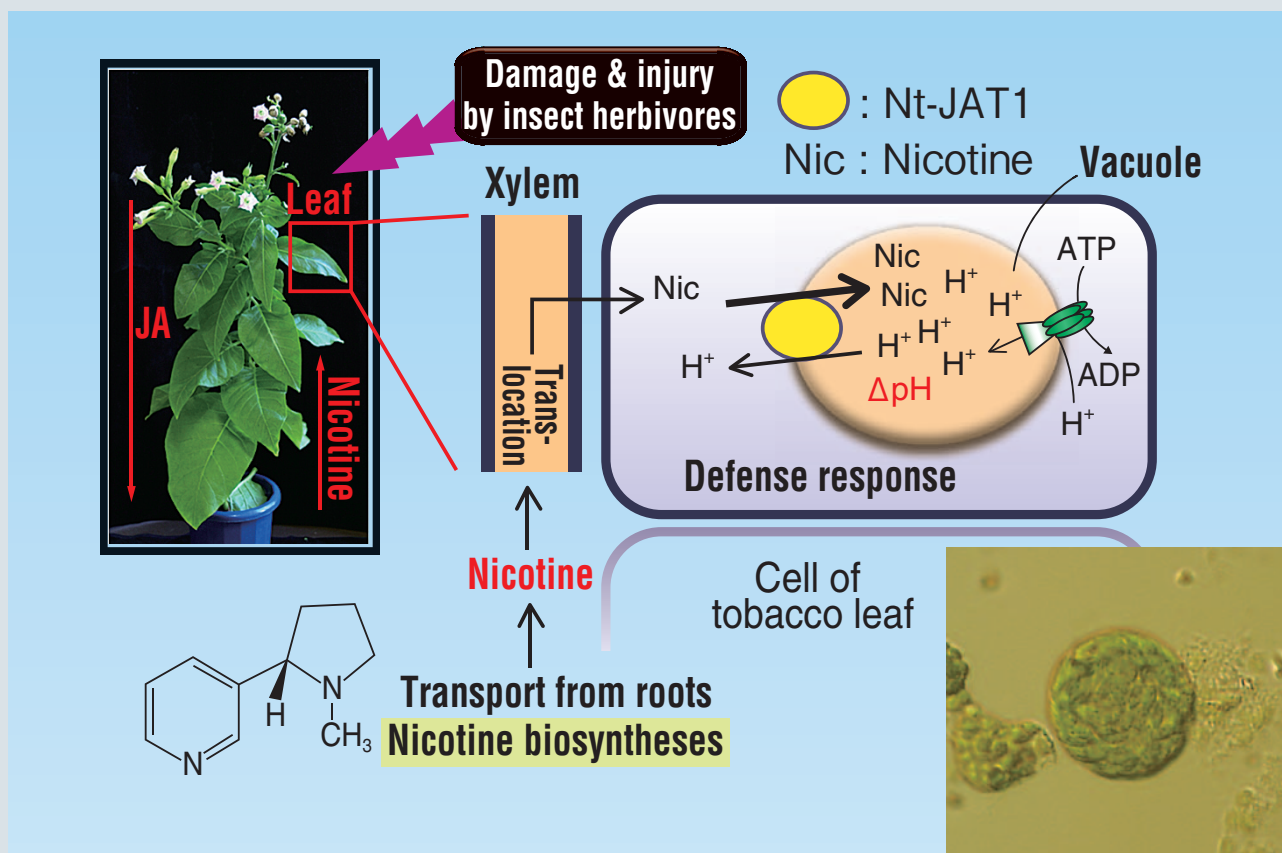 Damage & injury
by insect herbivores
: Nt-JAT1
Nic : Nicotine
Vacuole
Leaf
JA
Nicotine
Xylem
Trans-
location
Nic
Nic
Nic
H⁺
H⁺
H⁺
H⁺
H⁺
H⁺
ΔpH
ATP
ADP
H⁺
Defense response
Nicotine
Cell of
tobacco leaf
Transport from roots
Nicotine biosyntheses
N
H
N
CH₃